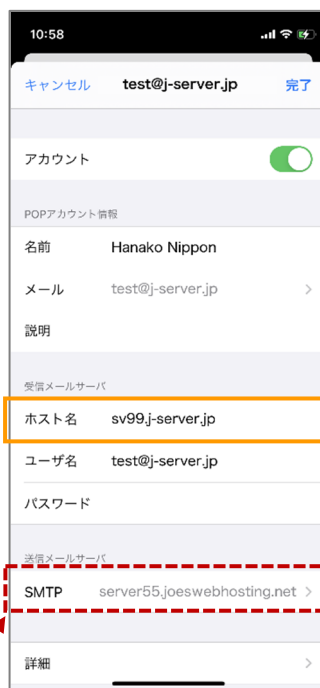 10:58
キャンセル test@j-server.jp 完了
アカウント
POPアカウント情報
名前 Hanako Nippon
メール test@j-server.jp
説明
受信メールサーバ
ホスト名 sv99.j-server.jp
ユーザ名 test@j-server.jp
パスワード
送信メールサーバ
SMTP server55.joeswebhosting.net
詳細